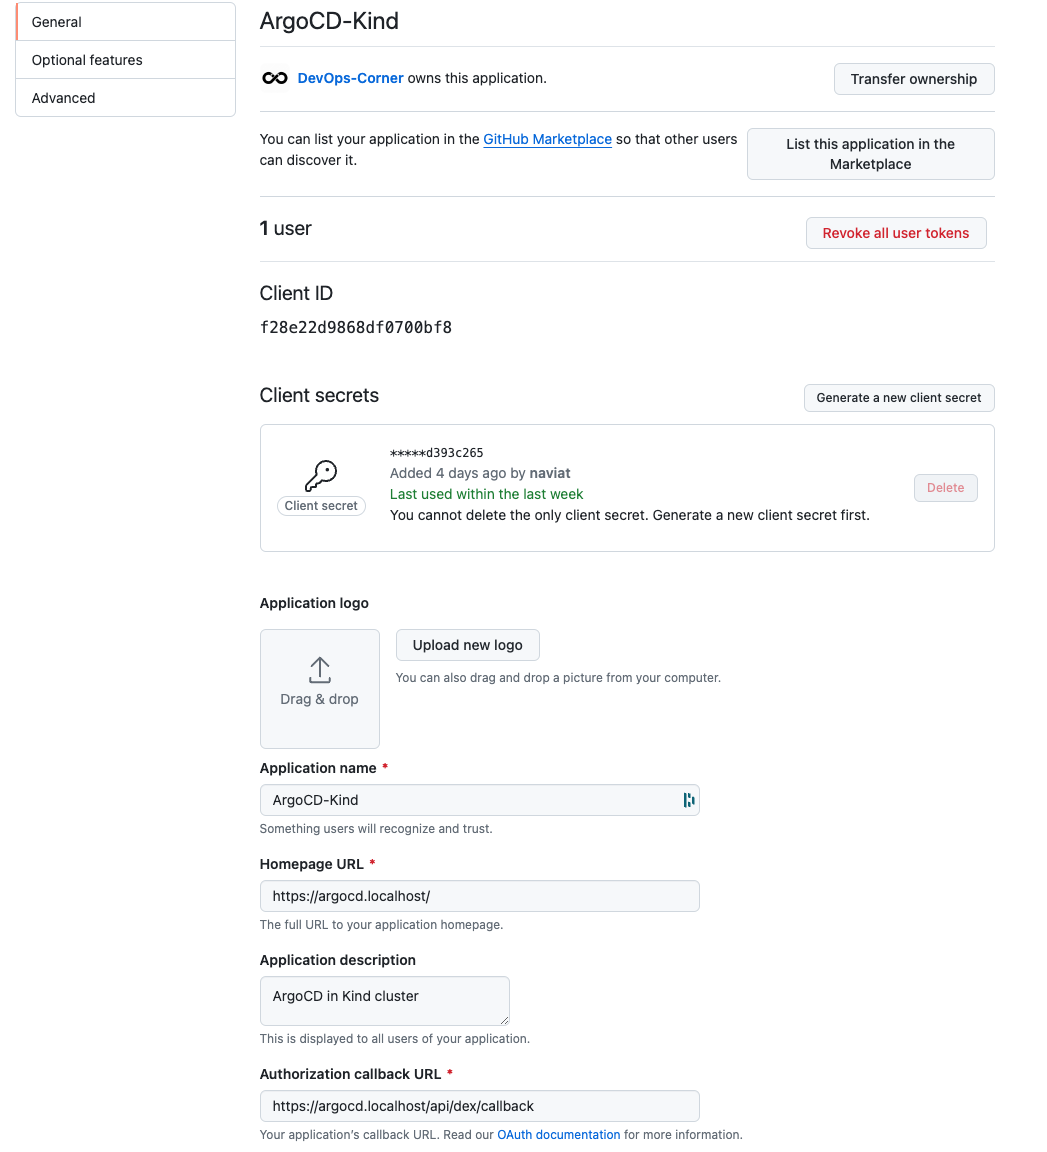 General
Optional features
Advanced
ArgoCD-Kind
DevOps-Corner owns this application.
Transfer ownership
You can list your application in the GitHub Marketplace so that other users
can discover it.
List this application in the
Marketplace
1 user
Revoke all user tokens
Client ID
f28e22d9868df0700bf8
Client secrets
Generate a new client secret
Client secret
*****d393c265
Added 4 days ago by naviat
Last used within the last week
You cannot delete the only client secret. Generate a new client secret first.
Delete
Application logo
Drag & drop
Upload new logo
You can also drag and drop a picture from your computer.
Application name *
ArgoCD-Kind
Something users will recognize and trust.
Homepage URL *
https://argocd.localhost/
The full URL to your application homepage.
Application description
ArgoCD in Kind cluster
This is displayed to all users of your application.
Authorization callback URL *
https://argocd.localhost/api/dex/callback
Your application's callback URL. Read our OAuth documentation for more information.